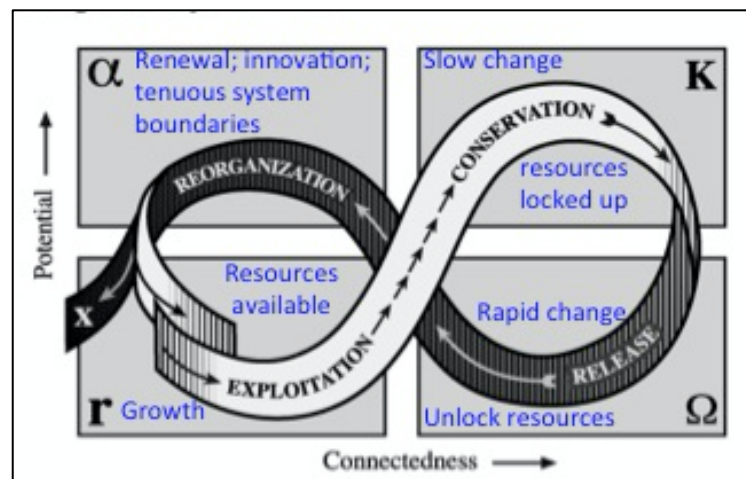 α
Renewal; innovation;
tenuous system
boundaries
REORGANIZATION
Slow change
K
CONSERVATION
resources
locked up
Potential
x
Resources
available
r
Growth
EXPLOITATION
Rapid change
RELEASE
Unlock resources
Ω
Connectedness